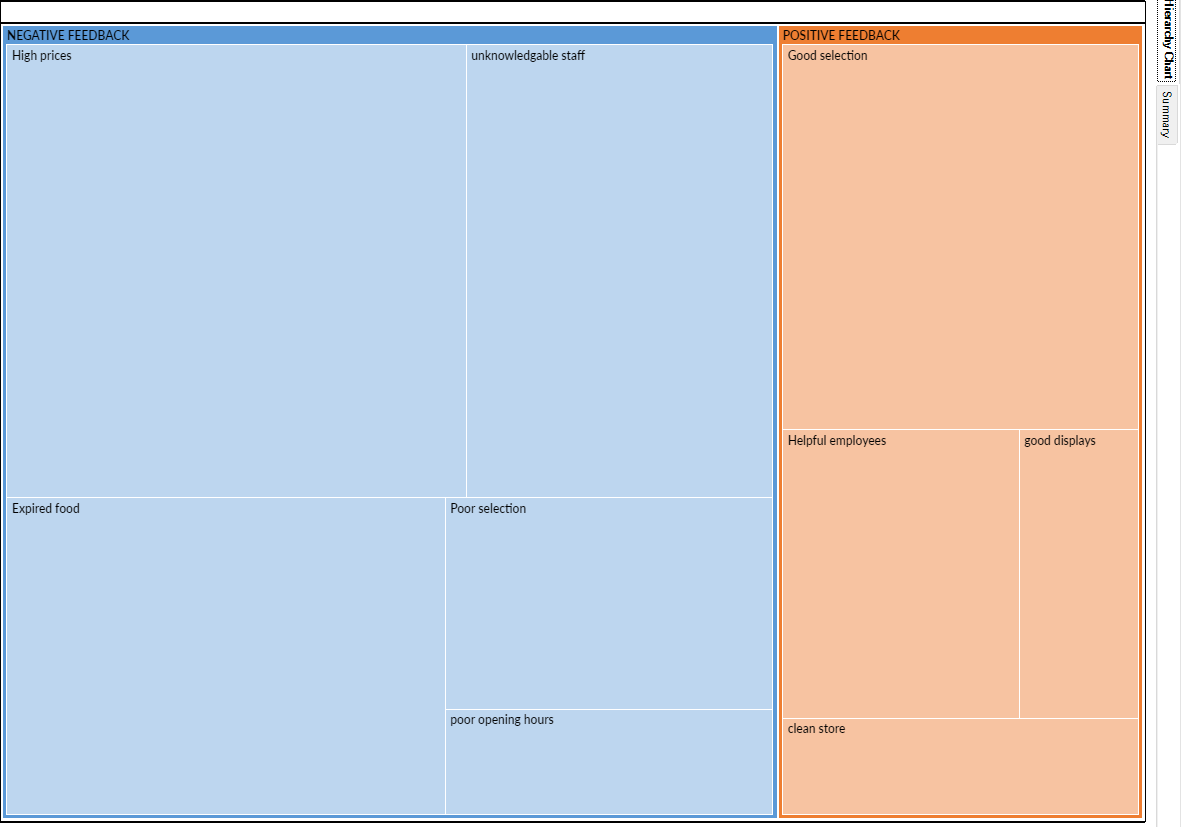 NEGATIVE FEEDBACK
High prices
unknowledgable staff
Expired food
Poor selection
poor opening hours
POSITIVE FEEDBACK
Good selection
Helpful employees
good displays
clean store
Hierarchy Chart
Summary